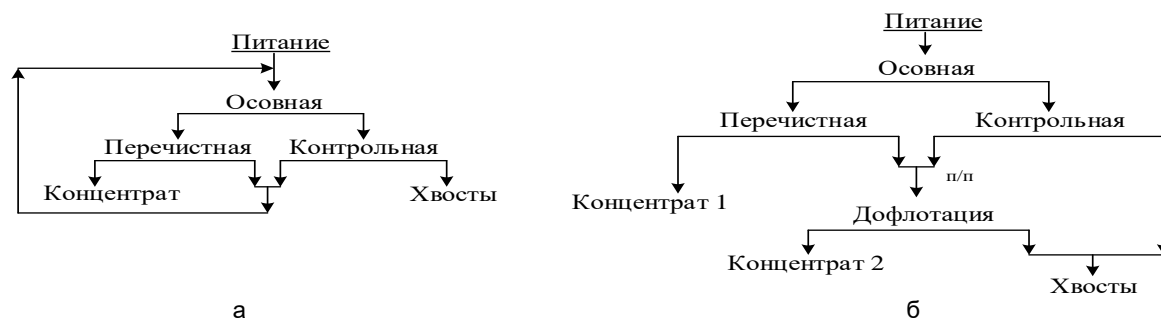 Питание
Осовная
Перечистная Контрольная
Концентрат Хвосты
а
Питание
Осовная
Перечистная Контрольная
п/п
Концентрат 1
Дофлотация
Концентрат 2
Хвосты
б